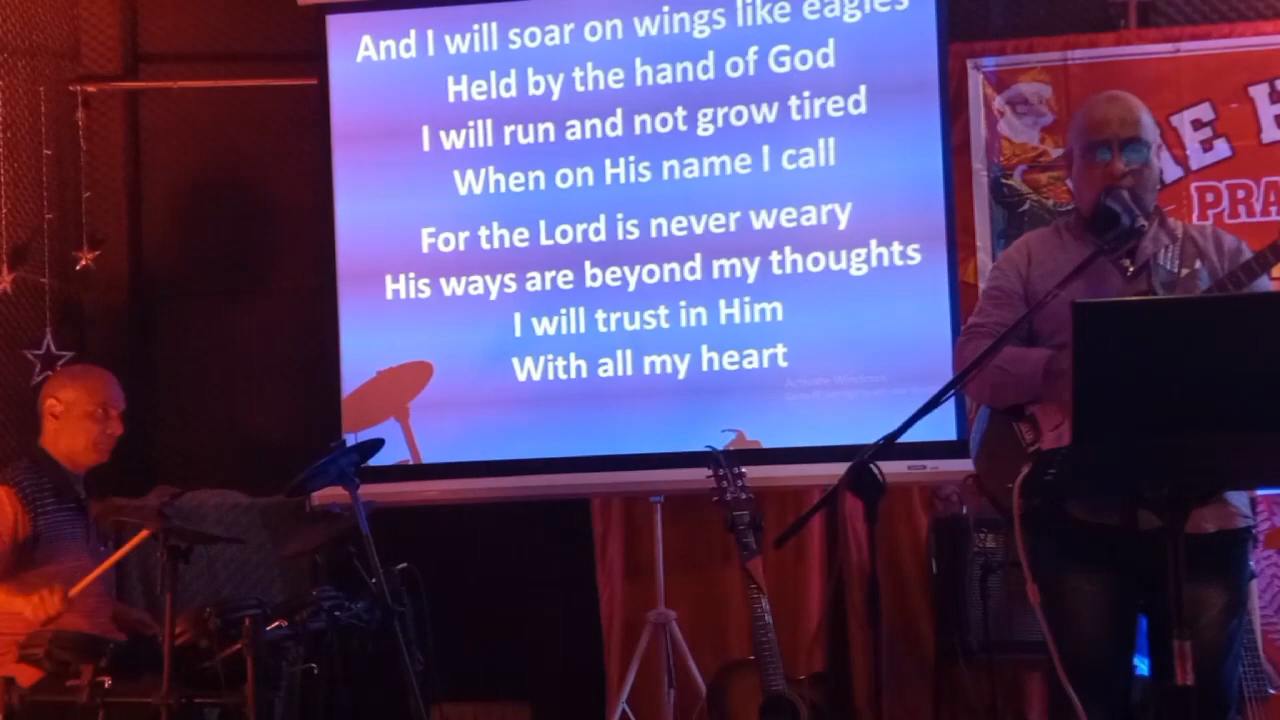 And I will soar on wings like eagles
Held by the hand of God
I will run and not grow tired
When on His name I call
For the Lord is never weary
His ways are beyond my thoughts
I will trust in Him
With all my heart
Activate Windows
PRA